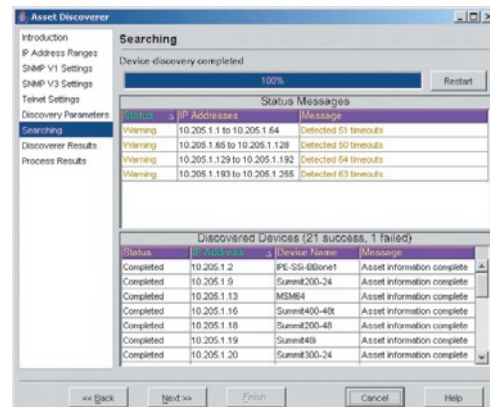 Asset Discoverer
Introduction
IP Address Ranges
SNMP V1 Settings
SNMP V3 Settings
Telnet Settings
Discovery Parameters
Searching
Discoverer Results
Process Results
Searching
Device discovery completed
100%
Restart
Status Messages
Status IP Addresses Message
Warning 10.205.1.1 to 10.205.1.64 Detected 51 timeouts
Warning 10.205.1.65 to 10.205.1.128 Detected 50 timeouts
Warning 10.205.1.129 to 10.205.1.192 Detected 64 timeouts
Warning 10.205.1.193 to 10.205.1.255 Detected 63 timeouts
Discovered Devices (21 success, 1 failed)
Status IP Address Device Name Message
Completed 10.205.1.2 IPE-SSi-BBone1 Asset information complete
Completed 10.205.1.9 Summit200-24 Asset information complete
Completed 10.205.1.13 MSM64 Asset information complete
Completed 10.205.1.16 Summit400-48t Asset information complete
Completed 10.205.1.18 Summit200-48 Asset information complete
Completed 10.205.1.19 Summit48i Asset information complete
Completed 10.205.1.20 Summit300-24 Asset information complete
<< Back Next >> Finish Cancel Help